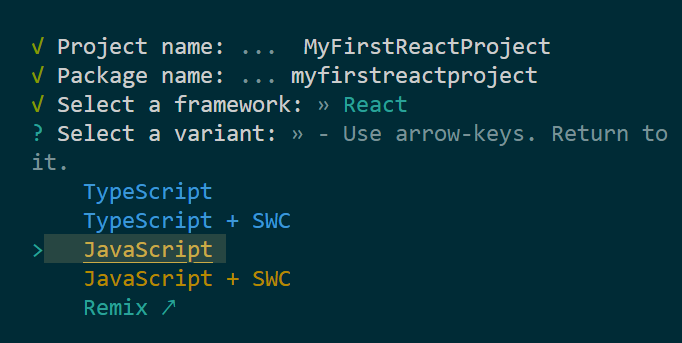 √ Project name: ... MyFirstReactProject
√ Package name: ... myfirstreactproject
√ Select a framework: » React
? Select a variant: » - Use arrow-keys. Return to
it.
TypeScript
TypeScript + SWC
> JavaScript
JavaScript + SWC
Remix ↗